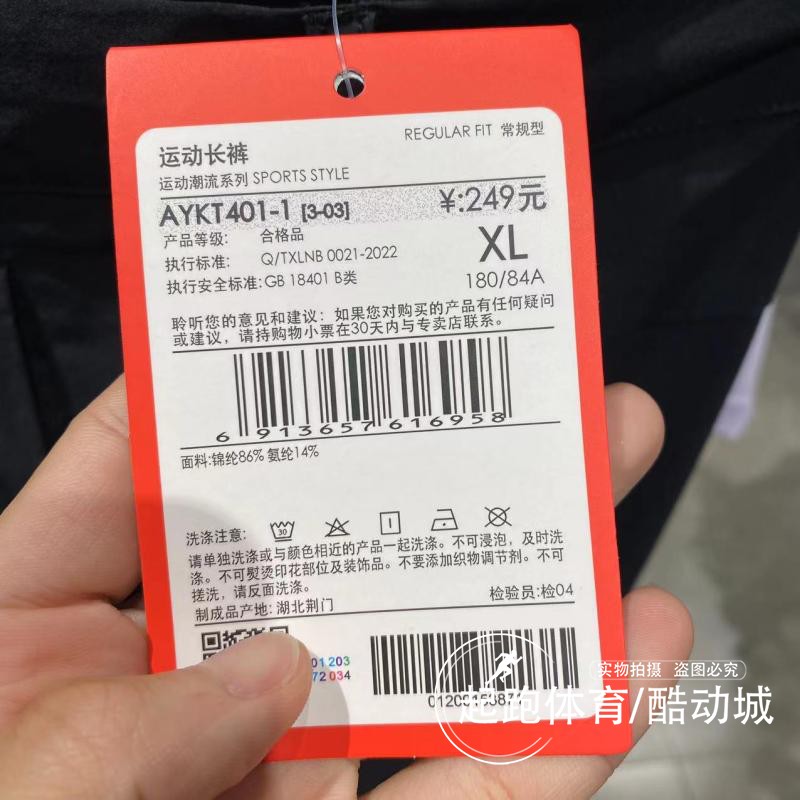 REGULAR FIT 常规型
运动长裤
运动潮流系列 SPORTS STYLE
AYKT401-1 [3-03] ¥:249元
产品等级: 合格品
执行标准: Q/TXLNB 0021-2022
执行安全标准: GB 18401 B类
XL
180/84A
聆听您的意见和建议: 如果您对购买的产品有任何疑问
或建议, 请持购物小票在30天内与专卖店联系。
6 913657 616958
面料:锦纶86% 氨纶14%
洗涤注意:
30
请单独洗涤或与颜色相近的产品一起洗涤。不可浸泡, 及时洗
涤。不可熨烫印花部位及装饰品。不要添加织物调节剂。不可
搓洗, 请反面洗涤。
检验员:检04
制成品产地: 湖北荆门
01 203
72 034
实物拍摄 盗图必究
起跑体育/酷动城